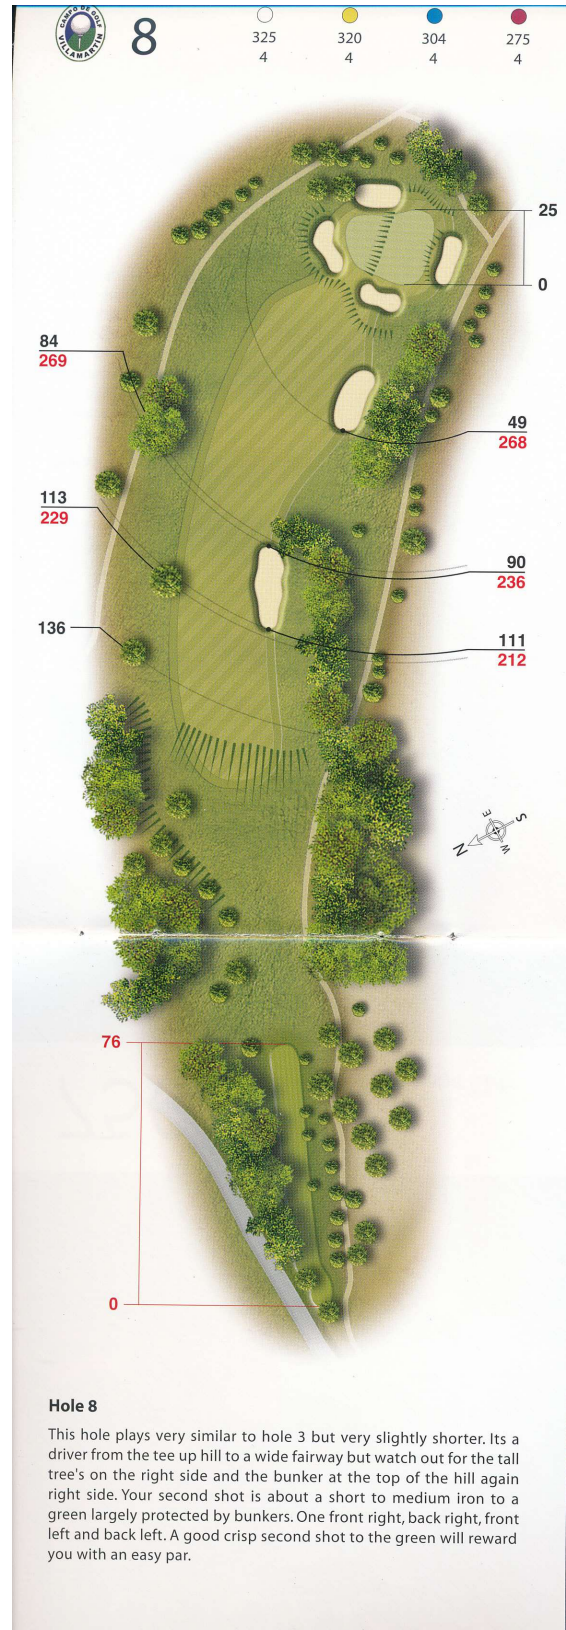 CAMPO DE GOLF
VILLAMARTIN
8
325 320 304 275
4 4 4 4
25
0
84
269
49
268
113
229
90
236
136
111
212
S
E
W
N
76
0
Hole 8
This hole plays very similar to hole 3 but very slightly shorter. Its a
driver from the tee up hill to a wide fairway but watch out for the tall
tree's on the right side and the bunker at the top of the hill again
right side. Your second shot is about a short to medium iron to a
green largely protected by bunkers. One front right, back right, front
left and back left. A good crisp second shot to the green will reward
you with an easy par.